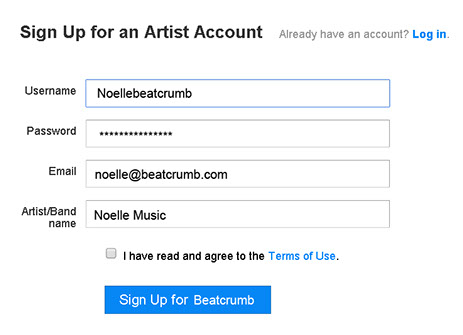 Sign Up for an Artist Account Already have an account? Log in.
Username Noellebeatcrumb
Password ***************
Email noelle@beatcrumb.com
Artist/Band name Noelle Music
I have read and agree to the Terms of Use.
Sign Up for Beatcrumb